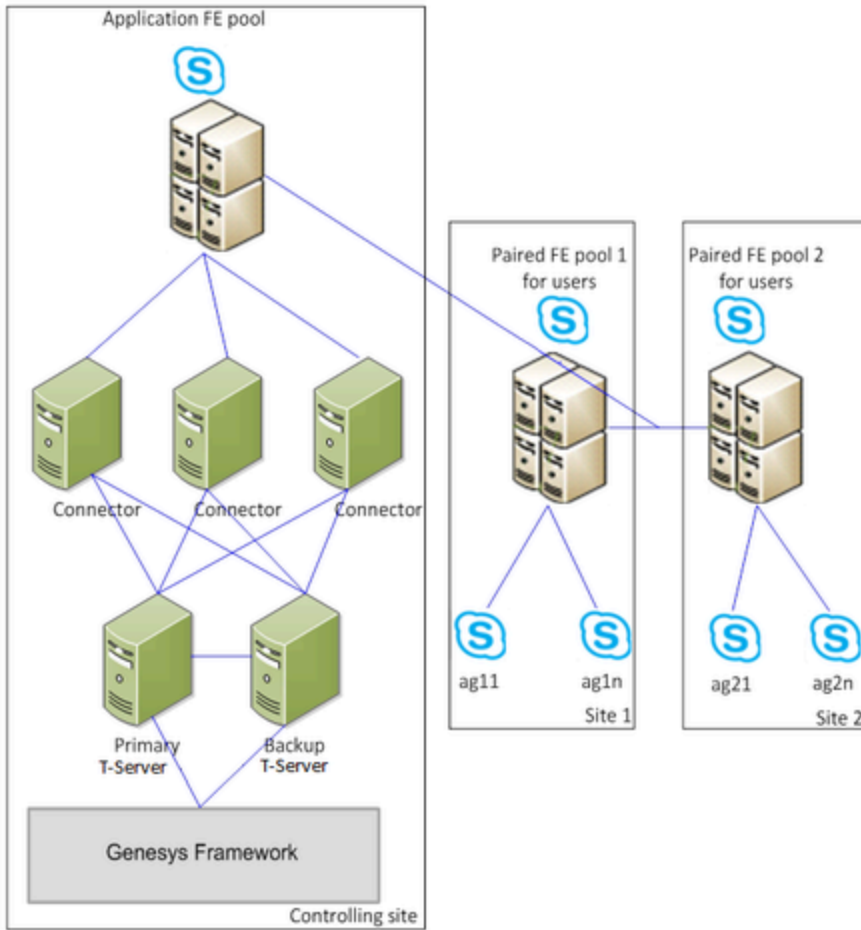 Application FE pool
Paired FE pool 1
for users
Paired FE pool 2
for users
Connector
Connector
Connector
ag11
ag1n
Site 1
ag21
ag2n
Site 2
Primary
T-Server
Backup
T-Server
Genesys Framework
Controlling site